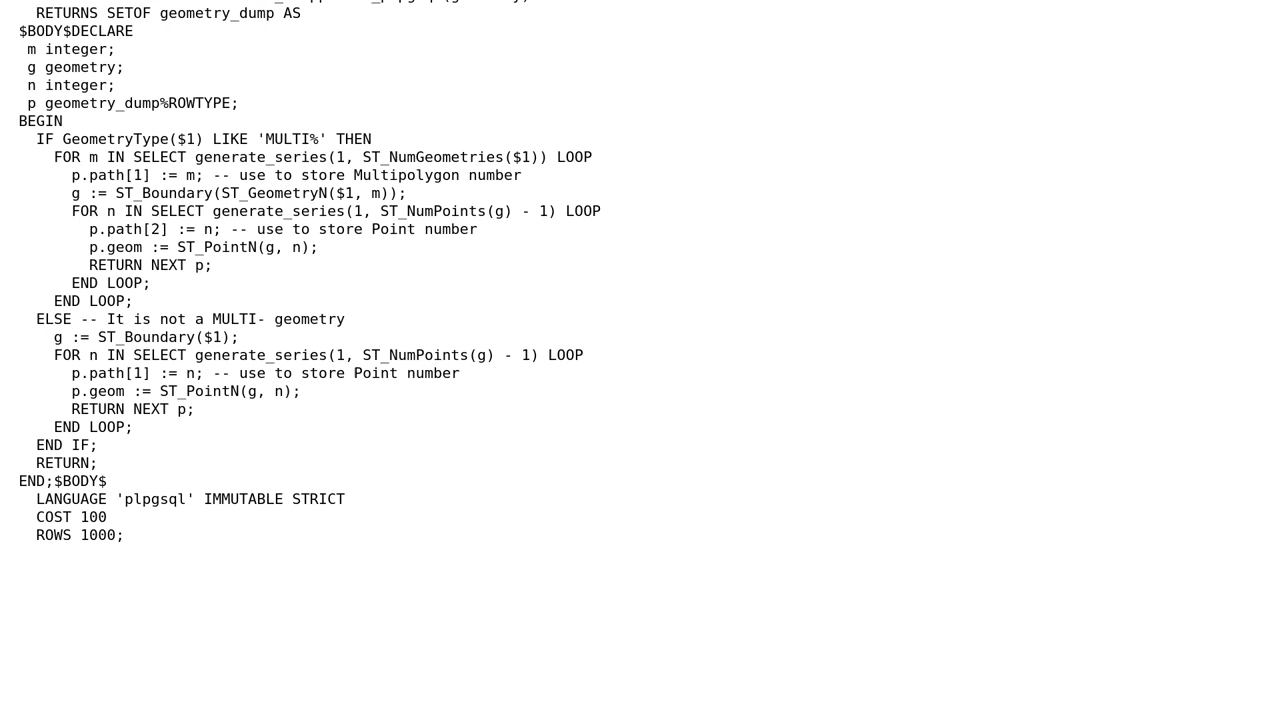 RETURNS SETOF geometry_dump AS
$BODY$DECLARE
m integer;
g geometry;
n integer;
p geometry_dump%ROWTYPE;
BEGIN
IF GeometryType($1) LIKE 'MULTI%' THEN
FOR m IN SELECT generate_series(1, ST_NumGeometries($1)) LOOP
p.path[1] := m; -- use to store Multipolygon number
g := ST_Boundary(ST_GeometryN($1, m));
FOR n IN SELECT generate_series(1, ST_NumPoints(g) - 1) LOOP
p.path[2] := n; -- use to store Point number
p.geom := ST_PointN(g, n);
RETURN NEXT p;
END LOOP;
END LOOP;
ELSE -- It is not a MULTI- geometry
g := ST_Boundary($1);
FOR n IN SELECT generate_series(1, ST_NumPoints(g) - 1) LOOP
p.path[1] := n; -- use to store Point number
p.geom := ST_PointN(g, n);
RETURN NEXT p;
END LOOP;
END IF;
RETURN;
END;$BODY$
LANGUAGE 'plpgsql' IMMUTABLE STRICT
COST 100
ROWS 1000;